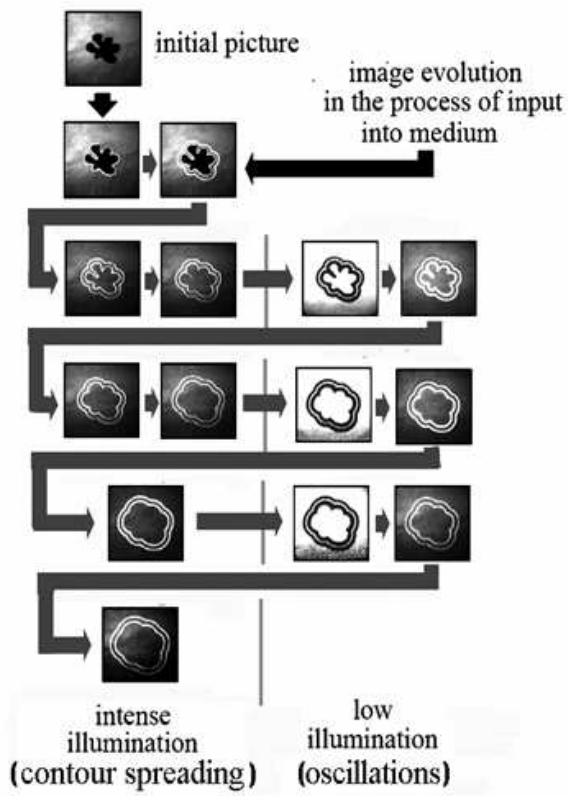 initial picture
image evolution
in the process of input
into medium
intense
illumination
(contour spreading)
low
illumination
(oscillations)